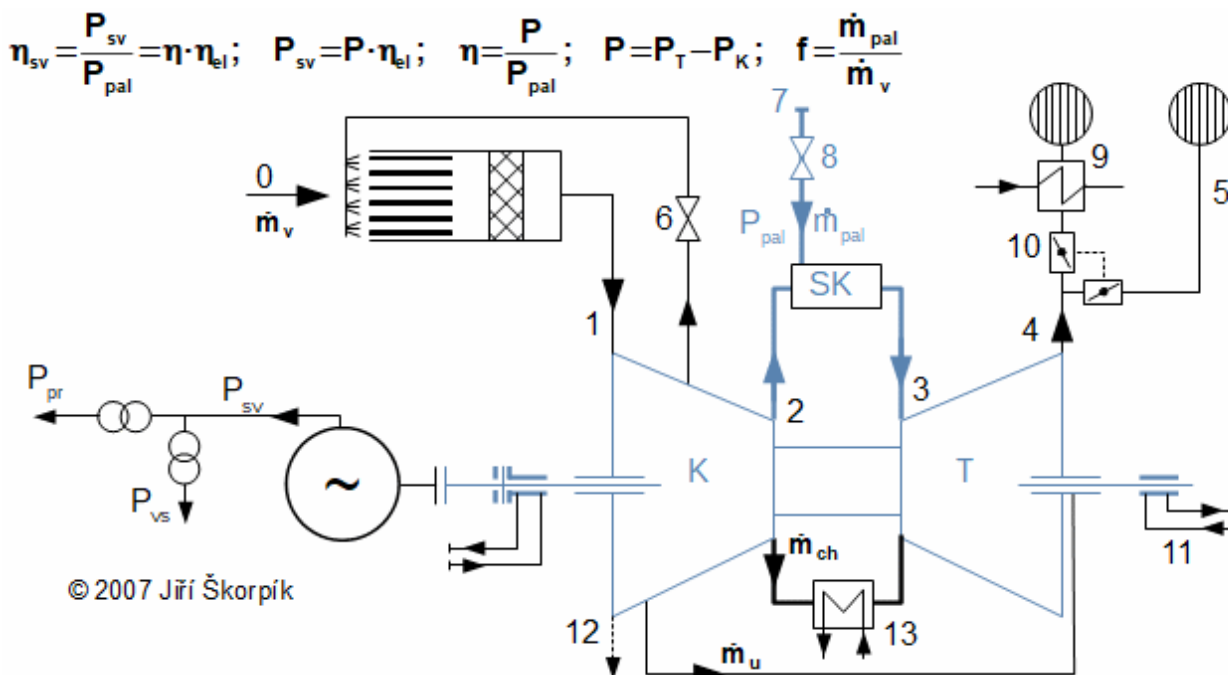 η_sv = P_sv / P_pal = η·η_el; P_sv = P·η_el; η = P / P_pal; P = P_T − P_K; f = ṁ_pal / ṁ_v
7
0
8
9
5
ṁ_v
6
P_pal ṁ_pal
10
SK
1
4
P_pr
P_sv
2
3
K
T
~
P_vs
ṁ_ch
11
© 2007 Jiří Škorpík
12
13
ṁ_u